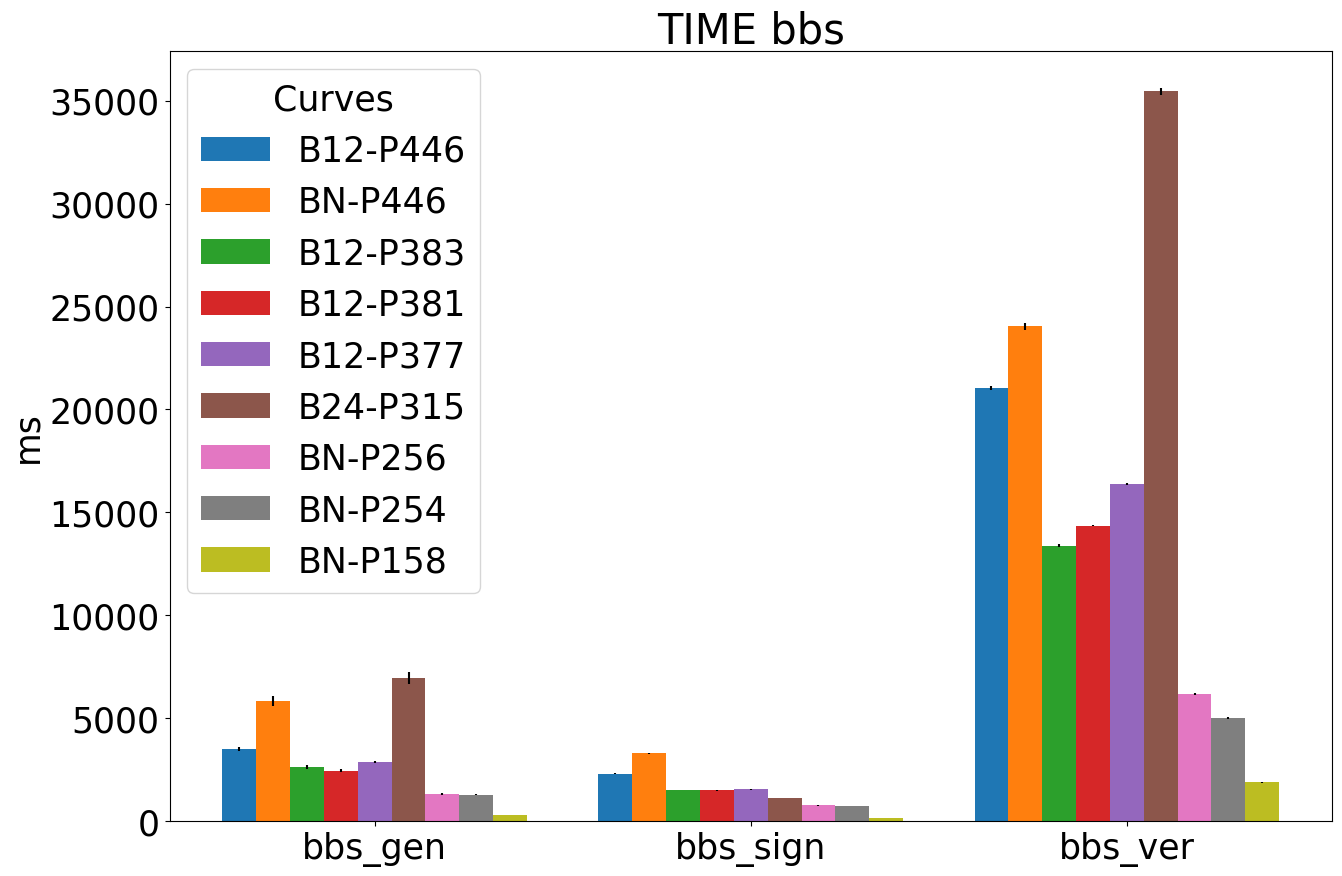 TIME bbs
Curves
B12-P446
BN-P446
B12-P383
B12-P381
B12-P377
B24-P315
BN-P256
BN-P254
BN-P158
ms
35000
30000
25000
20000
15000
10000
5000
0
bbs_gen
bbs_sign
bbs_ver